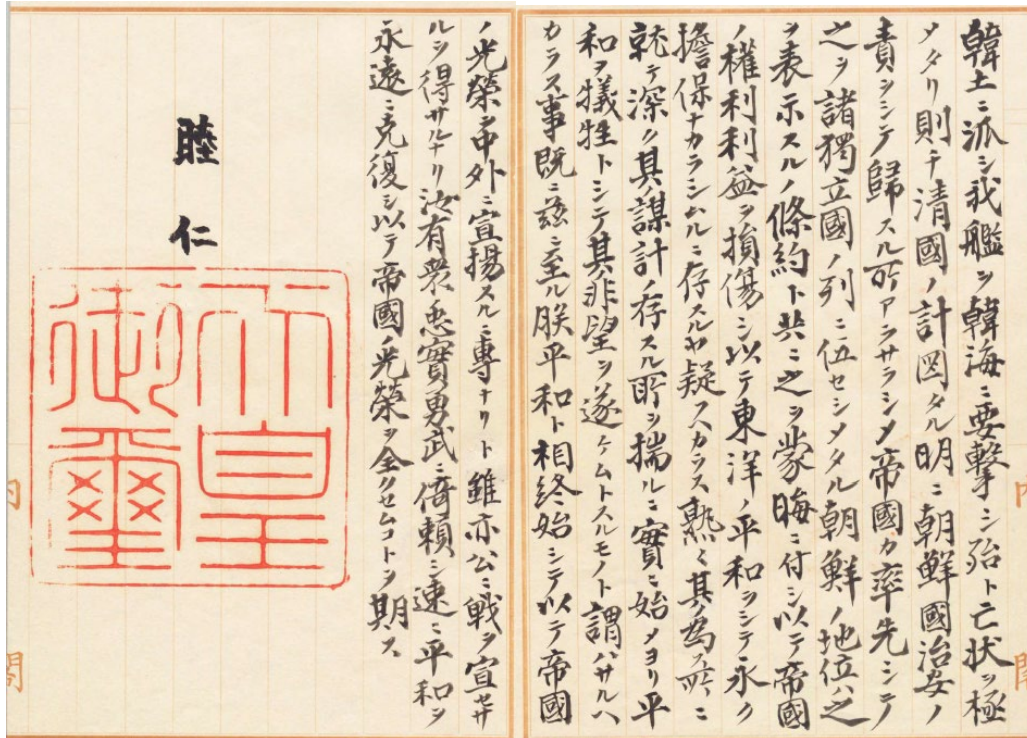 韓土ニ派シ我艦ヲ韓海ニ要撃シ殆ト亡状ヲ極
メタリ則チ清國ノ計圖タル明ニ朝鮮國治安ノ
責ヲシテ歸スル所アラサラシメ帝國カ率先シテ
之ヲ諸獨立國ノ列ニ伍セシメタル朝鮮ノ地位ハ之
ヲ表示スルノ條約ト共ニ之ヲ蒙晦ニ付シ以テ帝國
ノ權利利益ヲ損傷シ以テ東洋ノ平和ヲシテ永ク
擔保ナカラシムルニ存スルヤ疑フヘカラス熟〻其ノ爲ス所ニ
就テ深ク其ノ謀計ノ存スル所ヲ揣ルニ實ニ始メヨリ平
和ヲ犠牲トシテ其非望ヲ遂ケムトスルモノト謂ハサルヘ
カラス事既ニ茲ニ至ル朕平和ト相終始シテ以テ帝國
ノ光榮ヲ中外ニ宣揚スルニ專ナリト雖亦公ニ戰ヲ宣セサ
ルヲ得サルナリ汝有衆ノ忠實勇武ニ倚頼シ速ニ平和ヲ
永遠ニ克復シ以テ帝國ノ光榮ヲ全クセムコトヲ期ス
睦仁
天皇
御璽